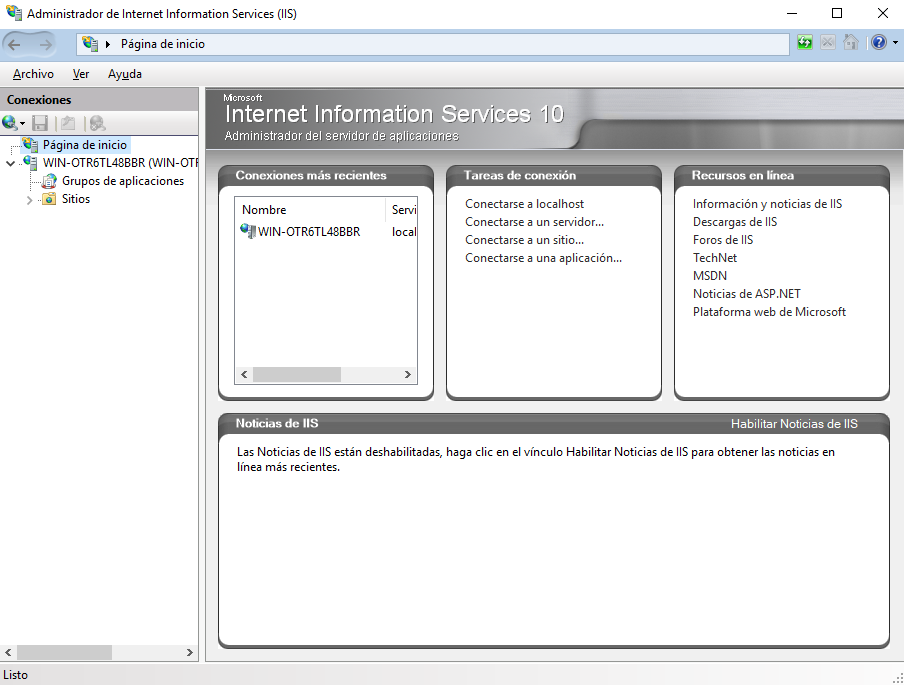 Administrador de Internet Information Services (IIS)
Página de inicio
Archivo Ver Ayuda
Conexiones
Página de inicio
WIN-OTR6TL48BBR (WIN-OTR
Grupos de aplicaciones
Sitios
Microsoft
Internet Information Services 10
Administrador del servidor de aplicaciones
Conexiones más recientes
Nombre Servi
WIN-OTR6TL48BBR local
Tareas de conexión
Conectarse a localhost
Conectarse a un servidor...
Conectarse a un sitio...
Conectarse a una aplicación...
Recursos en línea
Información y noticias de IIS
Descargas de IIS
Foros de IIS
TechNet
MSDN
Noticias de ASP.NET
Plataforma web de Microsoft
Noticias de IIS Habilitar Noticias de IIS
Las Noticias de IIS están deshabilitadas, haga clic en el vínculo Habilitar Noticias de IIS para obtener las noticias en
línea más recientes.
Listo